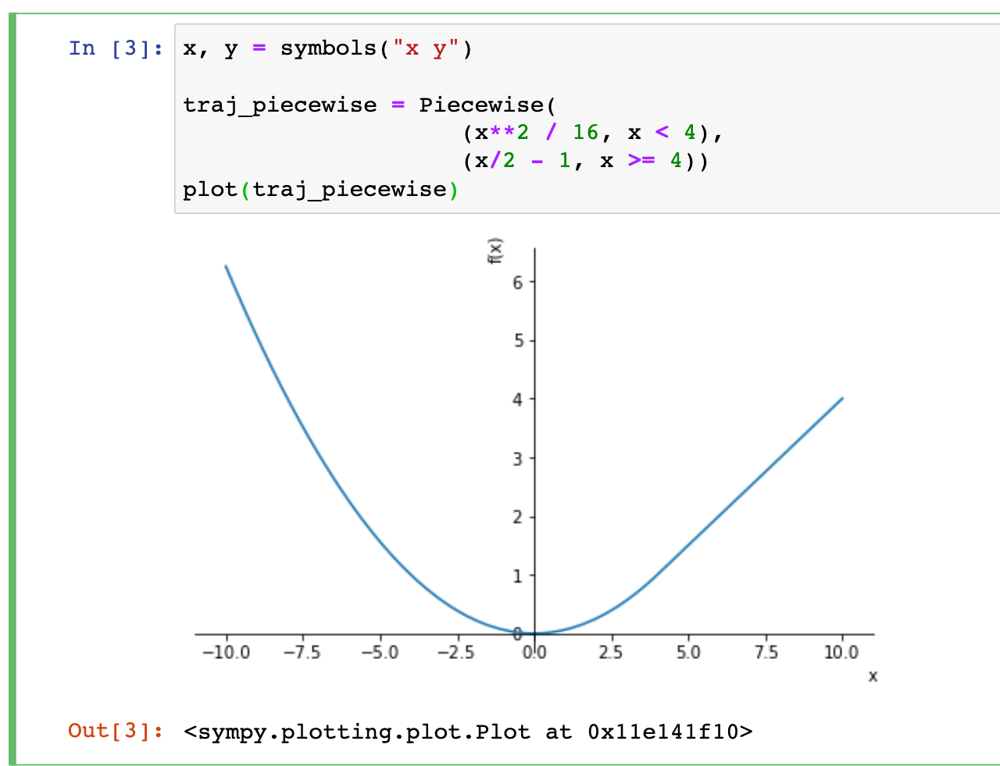 In [3]: x, y = symbols("x y")
traj_piecewise = Piecewise(
(x**2 / 16, x < 4),
(x/2 - 1, x >= 4))
plot(traj_piecewise)
f(x)
6
5
4
3
2
1
0
−10.0 −7.5 −5.0 −2.5 0.0 2.5 5.0 7.5 10.0
x
Out[3]: <sympy.plotting.plot.Plot at 0x11e141f10>